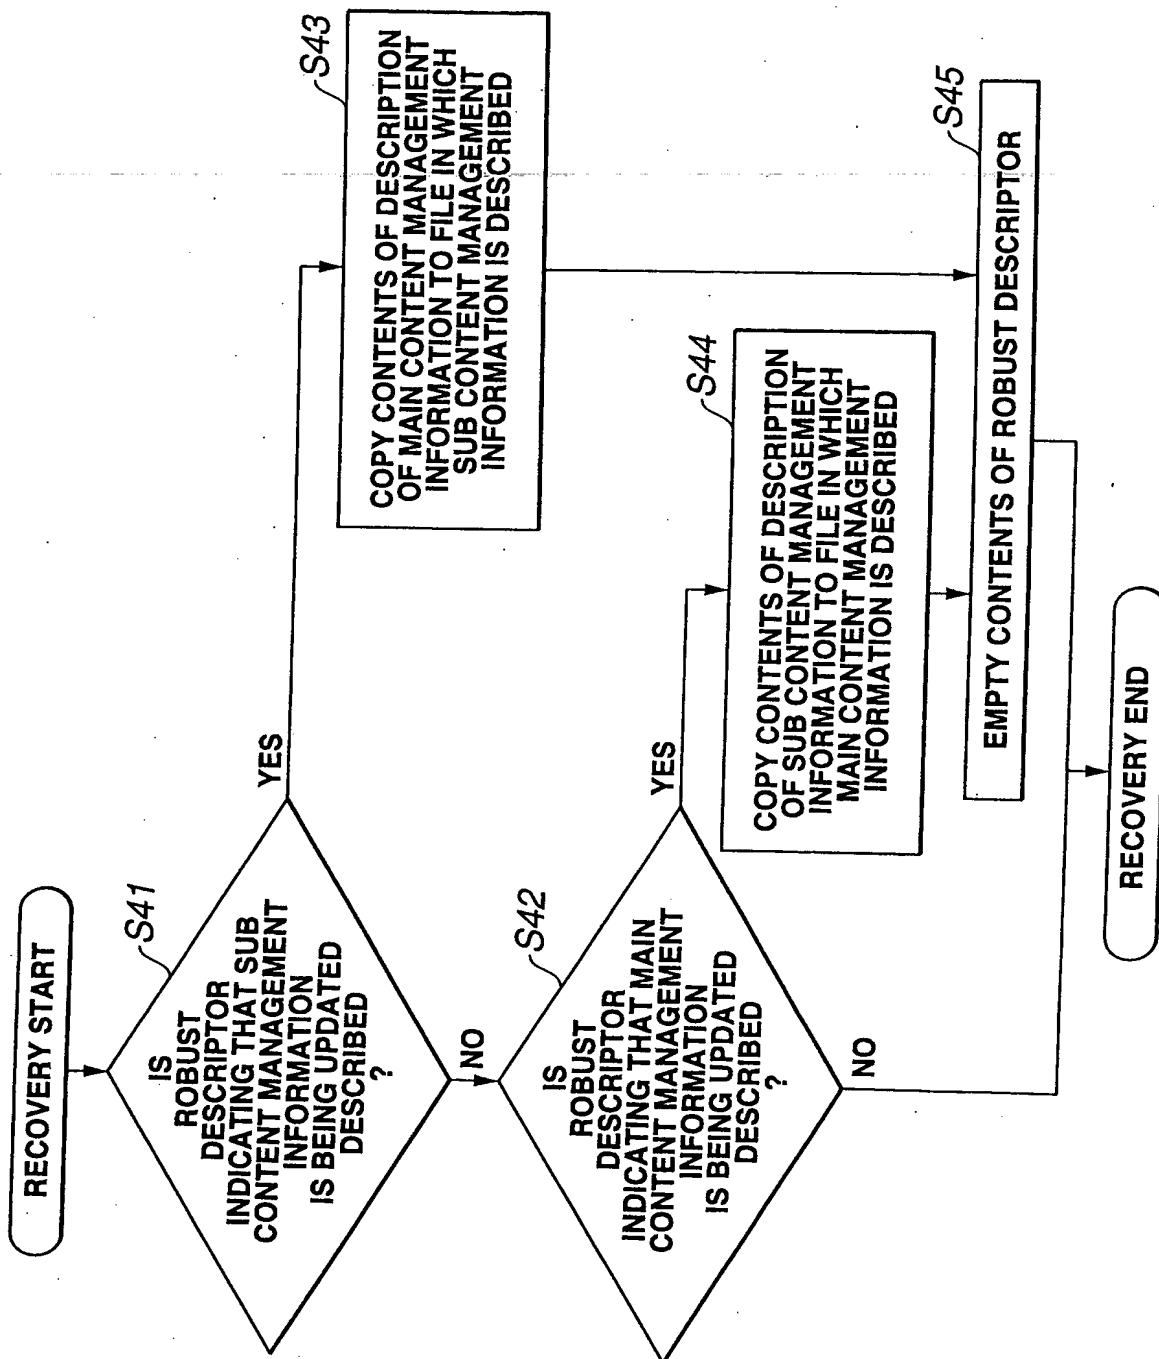 RECOVERY START
S41
IS
ROBUST
DESCRIPTOR
INDICATING THAT SUB
CONTENT MANAGEMENT
INFORMATION
IS BEING UPDATED
DESCRIBED
?
YES
NO
S43
COPY CONTENTS OF DESCRIPTION
OF MAIN CONTENT MANAGEMENT
INFORMATION TO FILE IN WHICH
SUB CONTENT MANAGEMENT
INFORMATION IS DESCRIBED
S42
IS
ROBUST
DESCRIPTOR
INDICATING THAT MAIN
CONTENT MANAGEMENT
INFORMATION
IS BEING UPDATED
DESCRIBED
?
YES
NO
S44
COPY CONTENTS OF DESCRIPTION
OF SUB CONTENT MANAGEMENT
INFORMATION TO FILE IN WHICH
MAIN CONTENT MANAGEMENT
INFORMATION IS DESCRIBED
S45
EMPTY CONTENTS OF ROBUST DESCRIPTOR
RECOVERY END